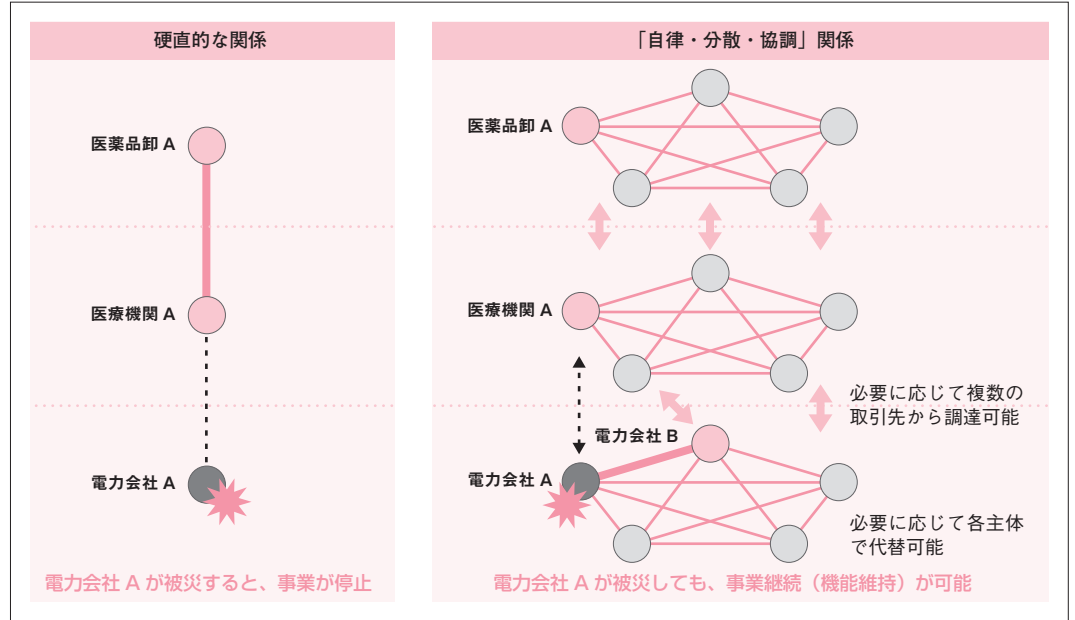 硬直的な関係
医薬品卸 A
医療機関 A
電力会社 A
電力会社 A が被災すると、事業が停止
「自律・分散・協調」関係
医薬品卸 A
医療機関 A
必要に応じて複数の
取引先から調達可能
電力会社 B
電力会社 A
必要に応じて各主体
で代替可能
電力会社 A が被災しても、事業継続（機能維持）が可能